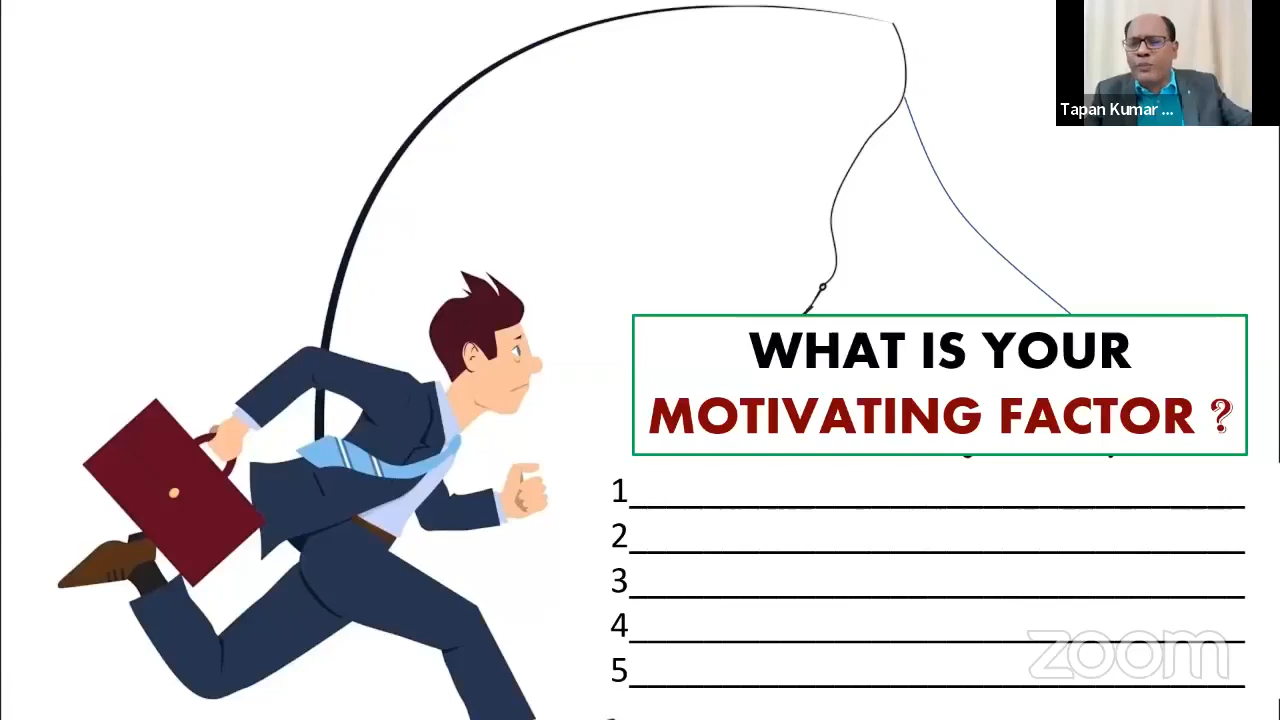 Tapan Kumar ...
WHAT IS YOUR
MOTIVATING FACTOR ?
1
2
3
4
5
zoom